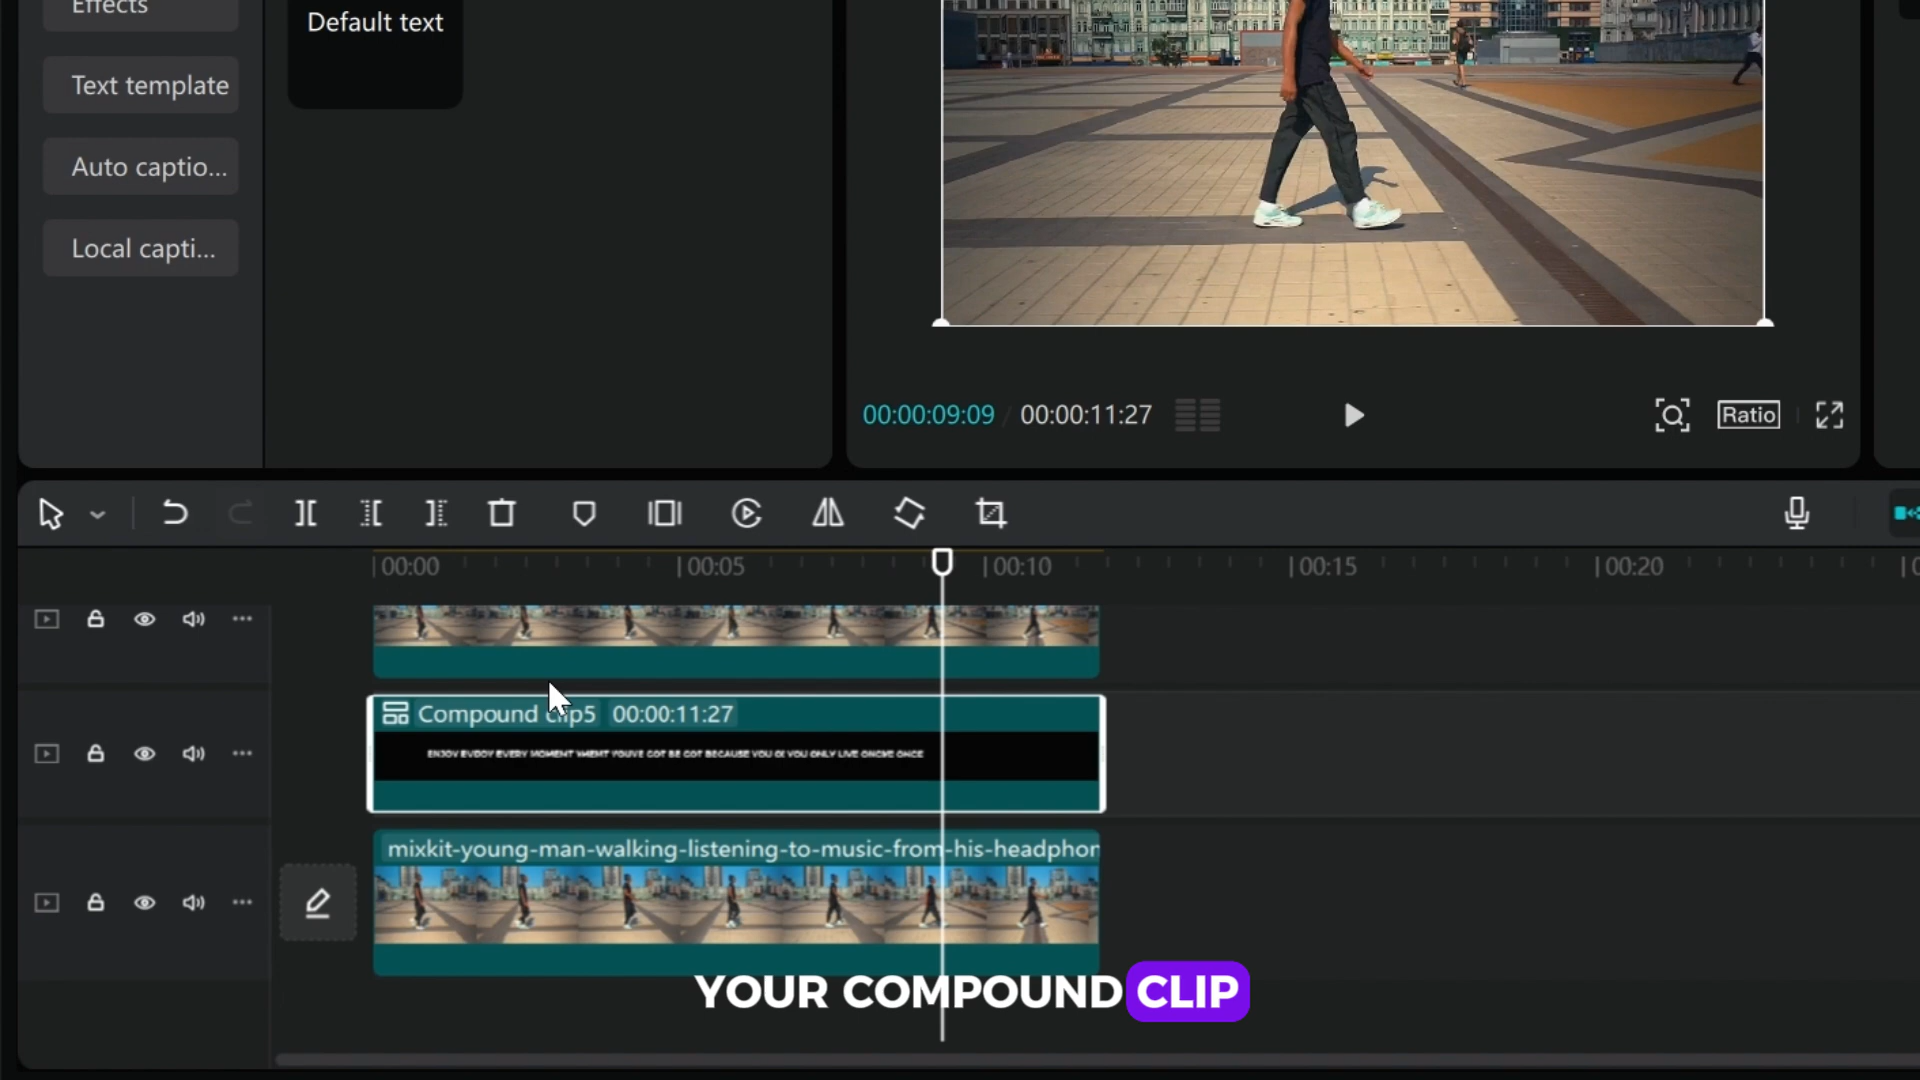 Effects
Default text
Text template
Auto captio...
Local capti...
00:00:09:09 / 00:00:11:27
Ratio
00:00 00:05 00:10 00:15 00:20
Compound clip5 00:00:11:27
mixkit-young-man-walking-listening-to-music-from-his-headphon
YOUR COMPOUND CLIP